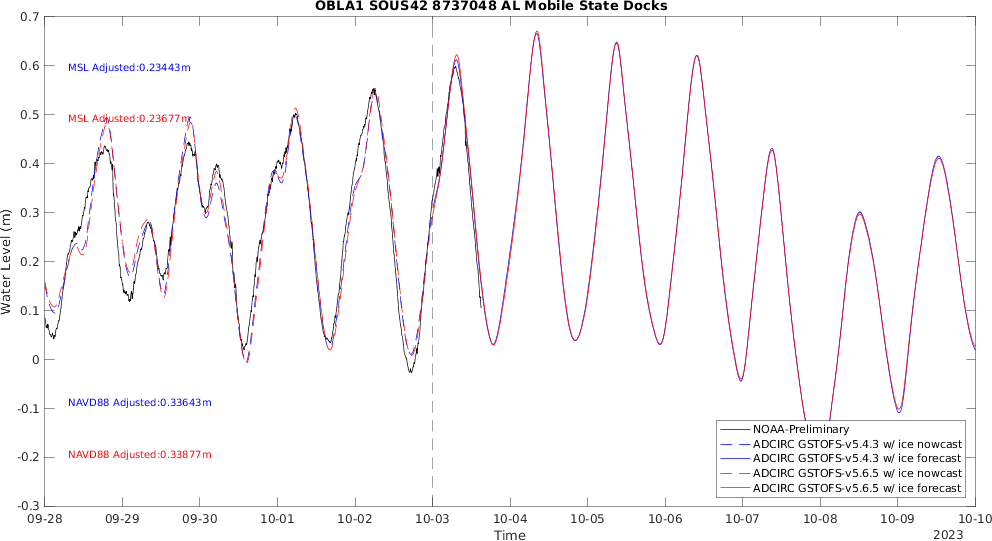 OBLA1 SOUS42 8737048 AL Mobile State Docks
0.7
0.6
0.5
0.4
0.3
0.2
0.1
0
-0.1
-0.2
-0.3
Water Level (m)
MSL Adjusted:0.23443m
MSL Adjusted:0.23677m
NAVD88 Adjusted:0.33643m
NAVD88 Adjusted:0.33877m
NOAA-Preliminary
ADCIRC GSTOFS-v5.4.3 w/ ice nowcast
ADCIRC GSTOFS-v5.4.3 w/ ice forecast
ADCIRC GSTOFS-v5.6.5 w/ ice nowcast
ADCIRC GSTOFS-v5.6.5 w/ ice forecast
09-28 09-29 09-30 10-01 10-02 10-03 10-04 10-05 10-06 10-07 10-08 10-09 10-10
Time
2023